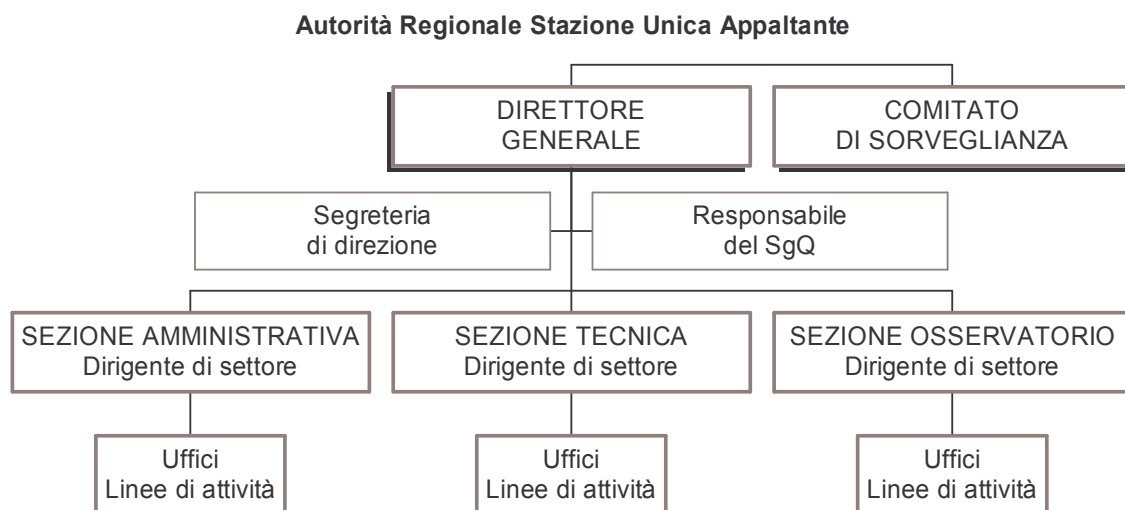 Autorità Regionale Stazione Unica Appaltante
DIRETTORE
GENERALE
COMITATO
DI SORVEGLIANZA
Segreteria
di direzione
Responsabile
del SgQ
SEZIONE AMMINISTRATIVA
Dirigente di settore
SEZIONE TECNICA
Dirigente di settore
SEZIONE OSSERVATORIO
Dirigente di settore
Uffici
Linee di attività
Uffici
Linee di attività
Uffici
Linee di attività